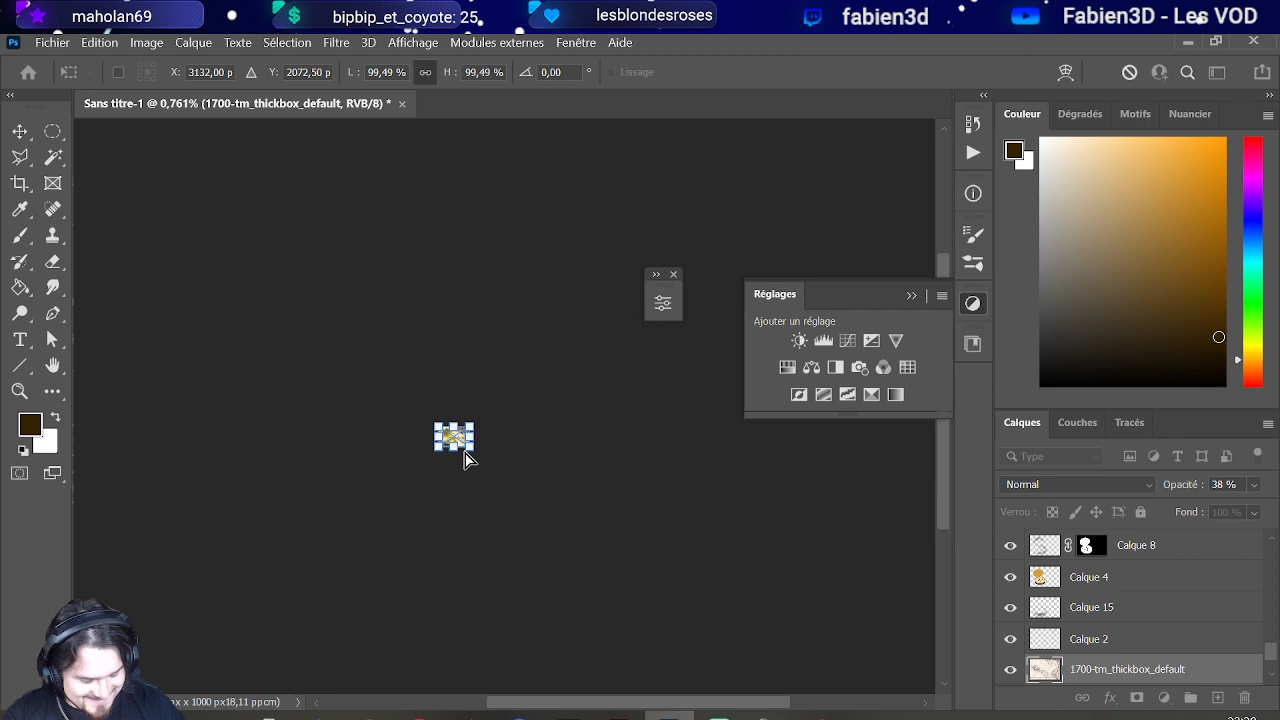 maholan69
bipbip_et_coyote: 25
lesblondesroses
fabien3d
Fabien3D - Les VOD
Ps
Fichier
Edition
Image
Calque
Texte
Sélection
Filtre
3D
Affichage
Modules externes
Fenêtre
Aide
X: 3132,00 p
Y: 2072,50 p
L : 99,49 %
H : 99,49 %
0,00
°
Lissage
Sans titre-1 @ 0,761% (1700-tm_thickbox_default, RVB/8) *
Couleur
Dégradés
Motifs
Nuancier
Réglages
Ajouter un réglage
Calques
Couches
Tracés
Type
Normal
Opacité : 38 %
Verrou :
Fond : 100 %
Calque 8
Calque 4
Calque 15
Calque 2
1700-tm_thickbox_default
x 1000 px18,11 ppcm)